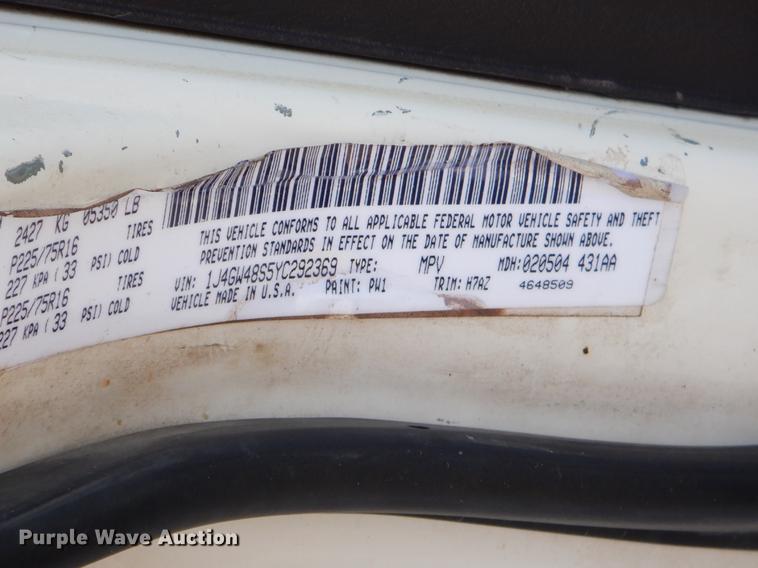 2427 KG 05350 LB
P225/75R16 TIRES
227 KPA ( 33 PSI) COLD
P225/75R16 TIRES
227 KPA ( 33 PSI) COLD
THIS VEHICLE CONFORMS TO ALL APPLICABLE FEDERAL MOTOR VEHICLE SAFETY AND THEFT
PREVENTION STANDARDS IN EFFECT ON THE DATE OF MANUFACTURE SHOWN ABOVE.
VIN: 1J4GW48S5YC292369 TYPE: MPV MDH:020504 431AA
VEHICLE MADE IN U.S.A. PAINT: PW1 TRIM: H7AZ 4648509
Purple Wave Auction